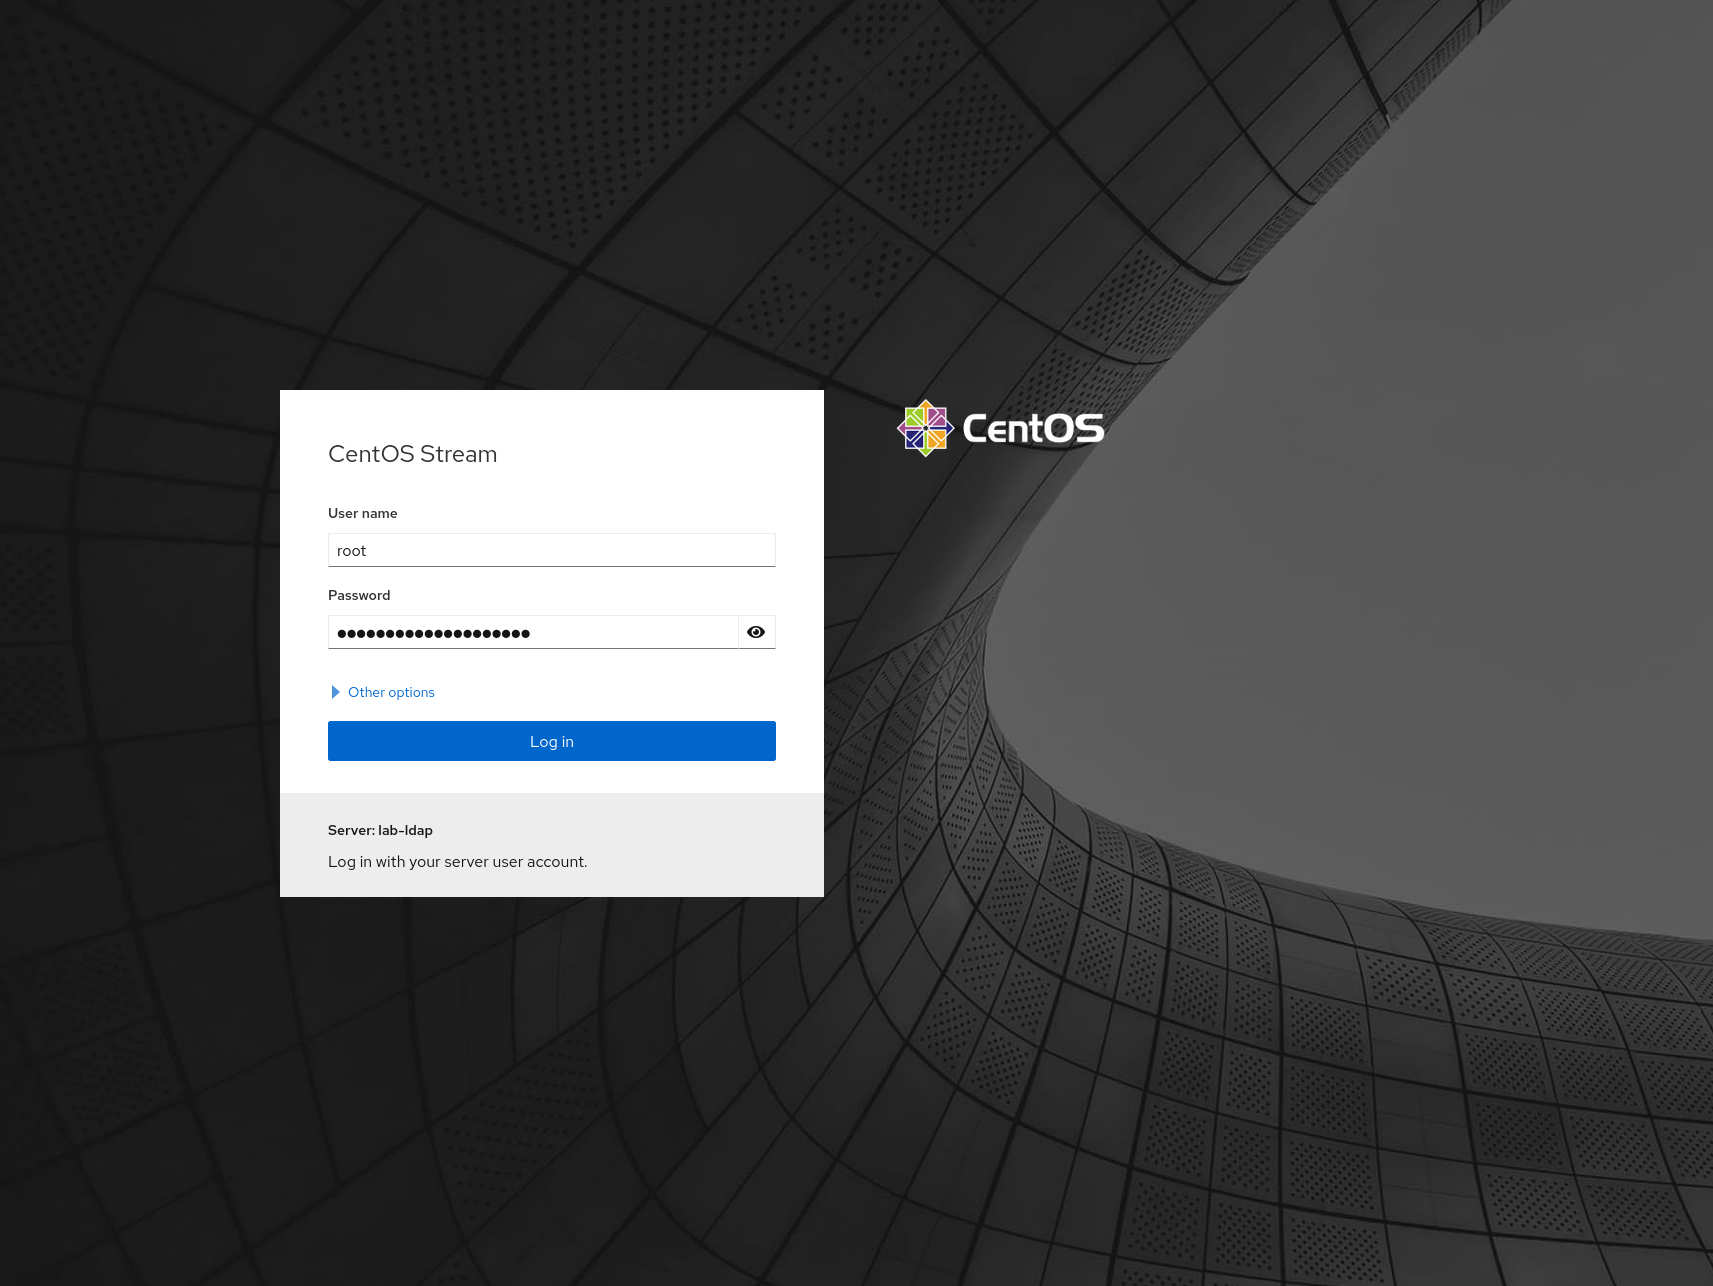 CentOS Stream
User name
root
Password
●●●●●●●●●●●●●●●●●●●●
Other options
Log in
Server: lab-ldap
Log in with your server user account.
CentOS